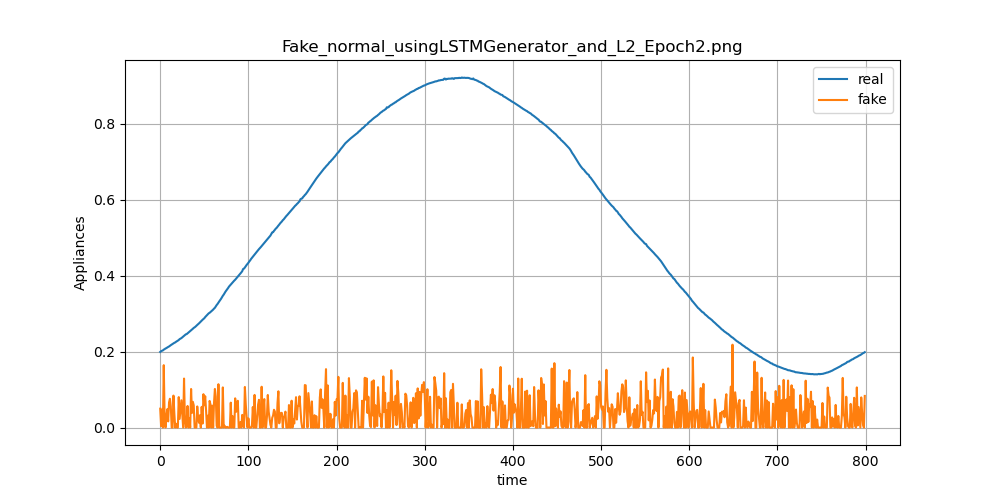 Fake_normal_usingLSTMGenerator_and_L2_Epoch2.png
real
fake
Appliances
0.8
0.6
0.4
0.2
0.0
0 100 200 300 400 500 600 700 800
time